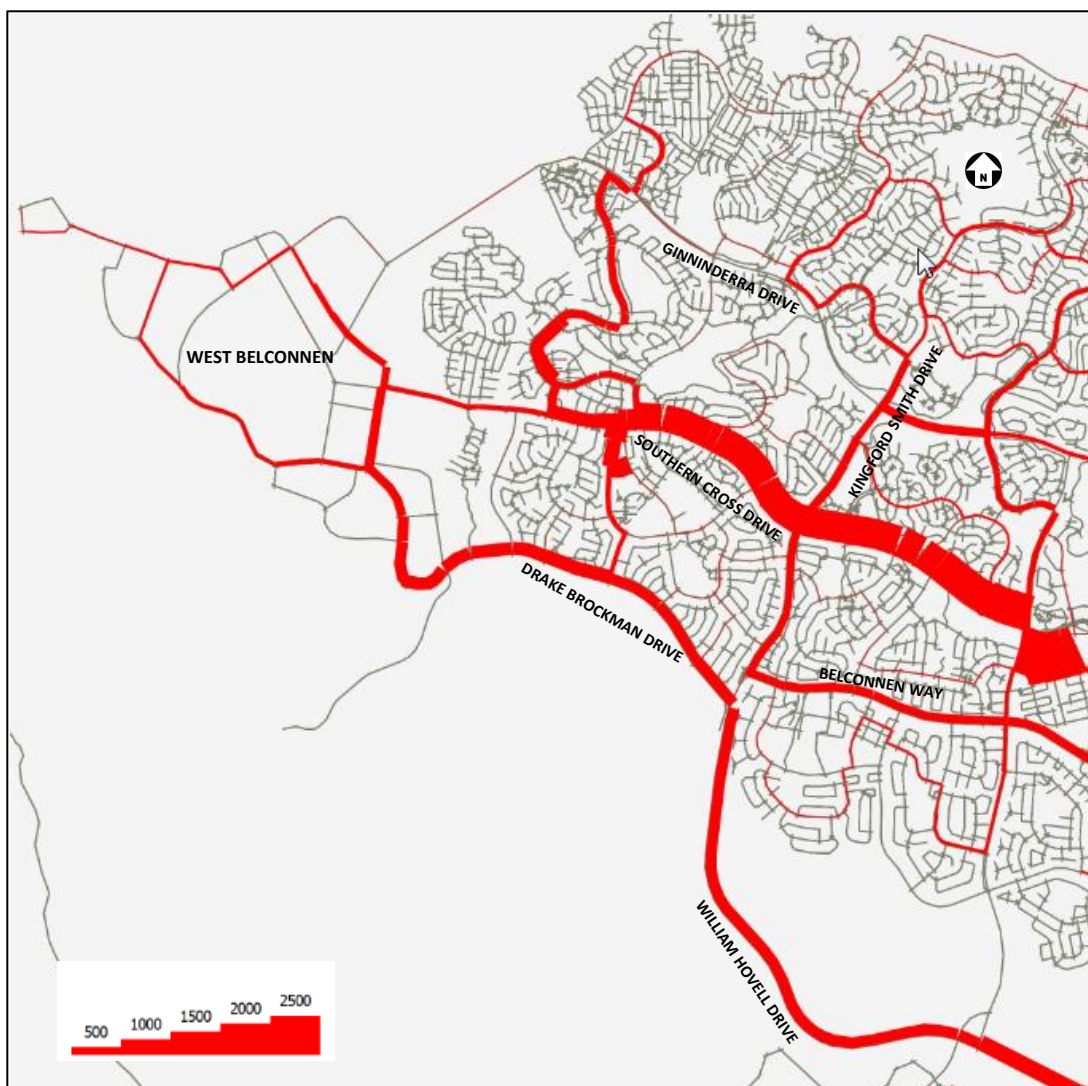 N
GINNINDERRA DRIVE
WEST BELCONNEN
KINGFORD SMITH DRIVE
SOUTHERN CROSS DRIVE
DRAKE BROCKMAN DRIVE
BELCONNEN WAY
WILLIAM HOVELL DRIVE
500 1000 1500 2000 2500